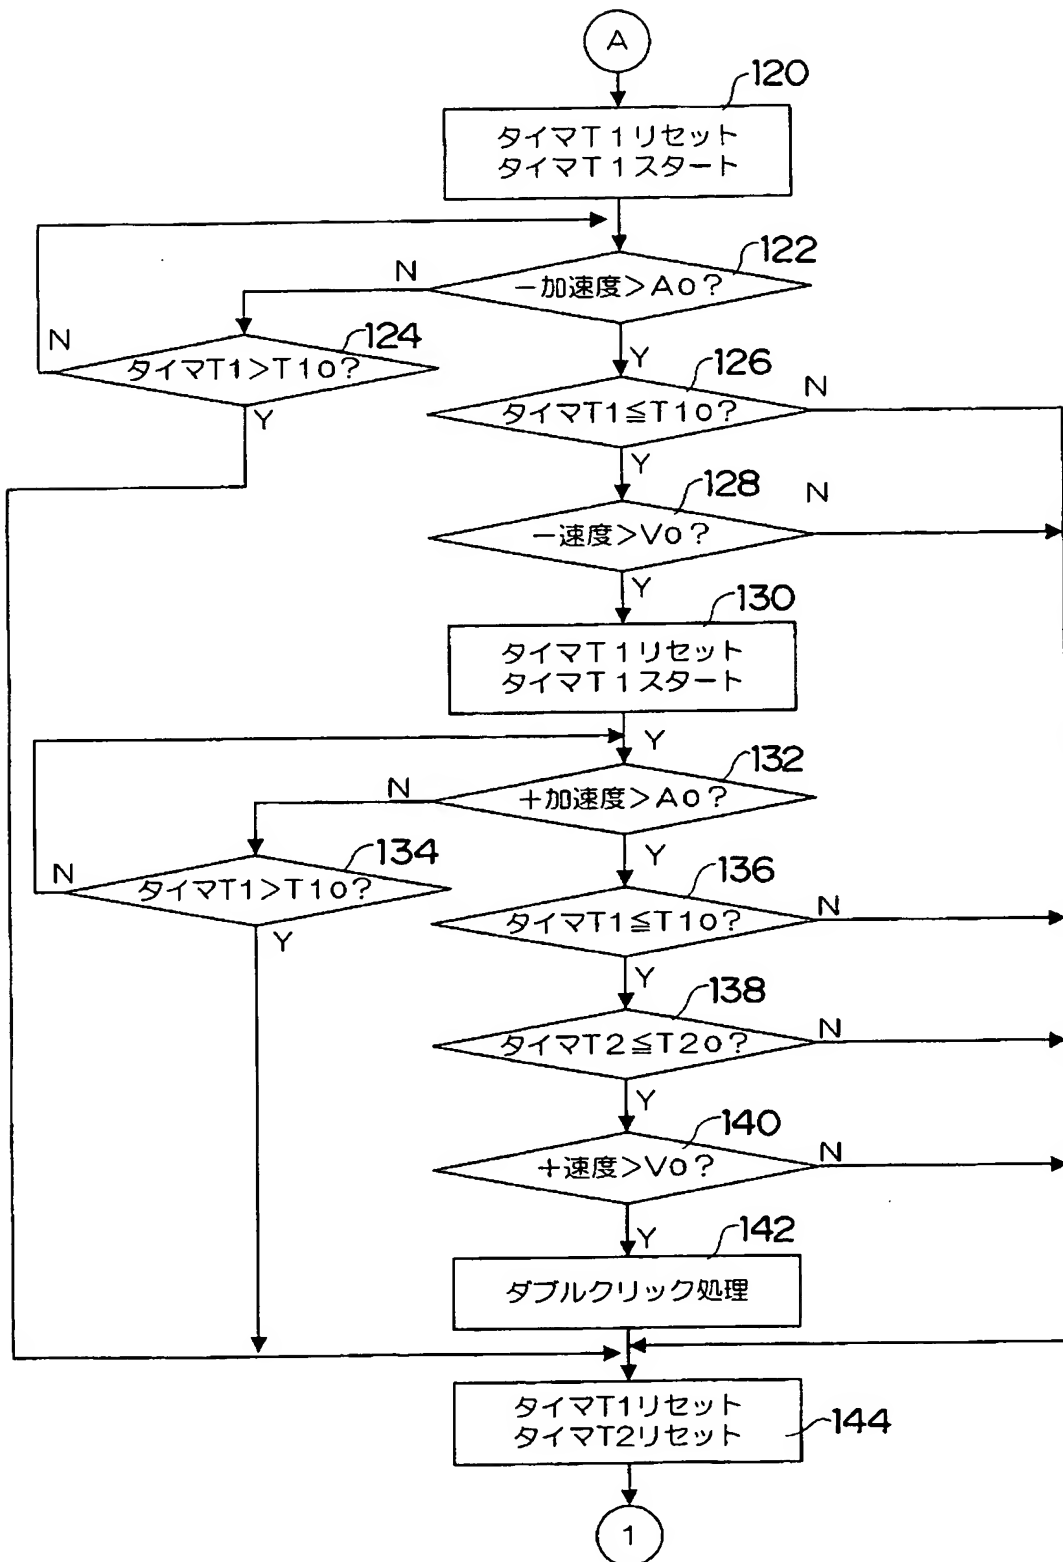 A
120
タイマT1リセット
タイマT1スタート
122
N
−加速度>Ao?
N
124
タイマT1>T1o?
Y
Y
126
N
タイマT1≦T1o?
Y
128
N
−速度>Vo?
Y
130
タイマT1リセット
タイマT1スタート
Y
132
N
+加速度>Ao?
N
134
タイマT1>T1o?
Y
Y
136
N
タイマT1≦T1o?
Y
138
N
タイマT2≦T2o?
Y
140
N
+速度>Vo?
Y
142
ダブルクリック処理
タイマT1リセット
タイマT2リセット
144
1